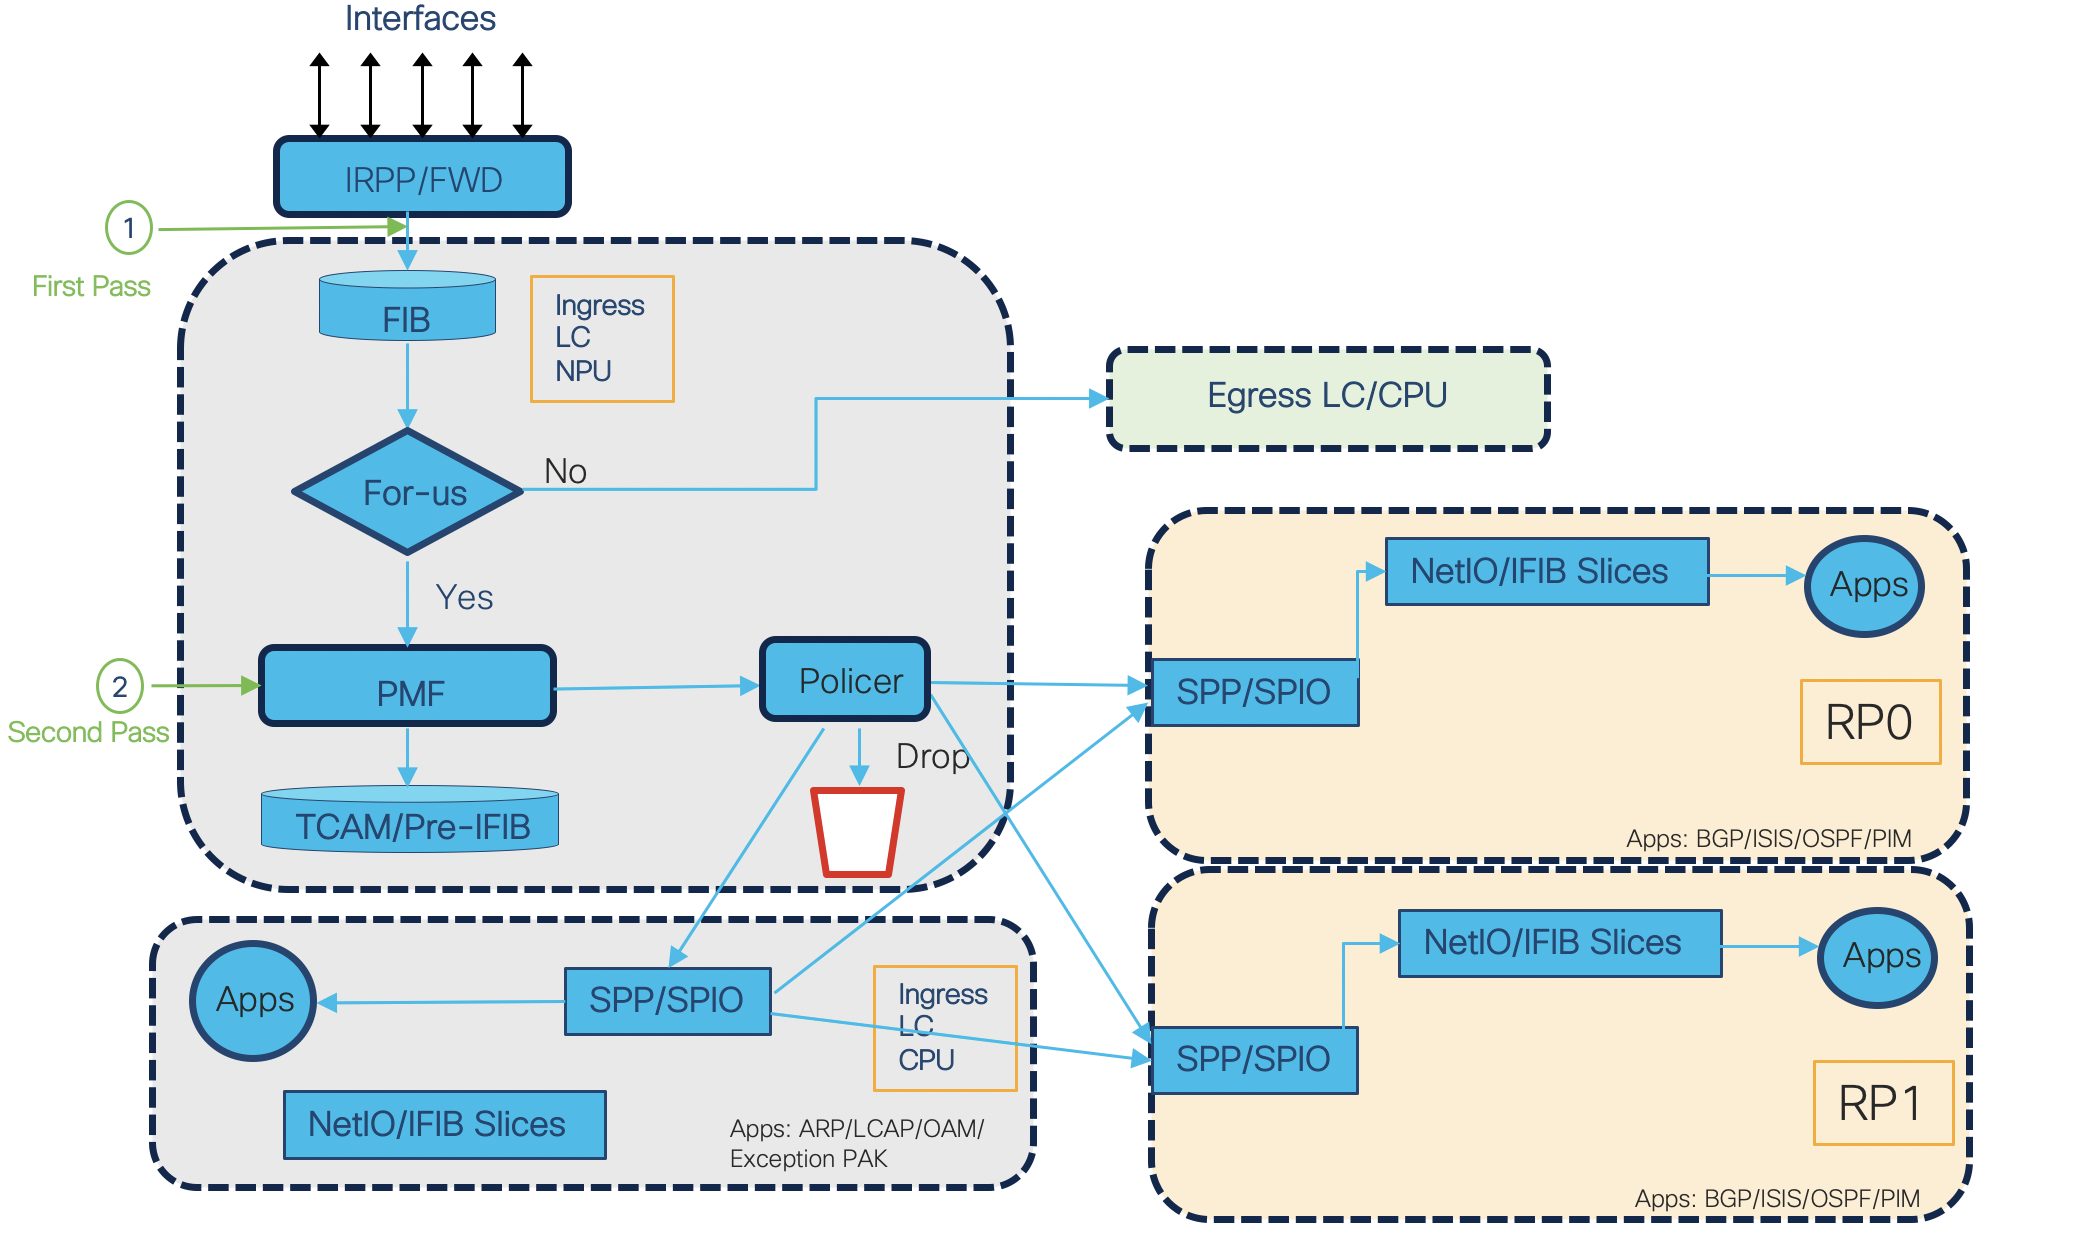 Interfaces
IRPP/FWD
1
First Pass
FIB
Ingress
LC
NPU
Egress LC/CPU
For-us
No
Yes
2
Second Pass
PMF
Policer
Drop
TCAM/Pre-IFIB
NetIO/IFIB Slices
Apps
SPP/SPIO
RP0
Apps: BGP/ISIS/OSPF/PIM
Apps
SPP/SPIO
Ingress
LC
CPU
NetIO/IFIB Slices
Apps: ARP/LCAP/OAM/
Exception PAK
NetIO/IFIB Slices
Apps
SPP/SPIO
RP1
Apps: BGP/ISIS/OSPF/PIM